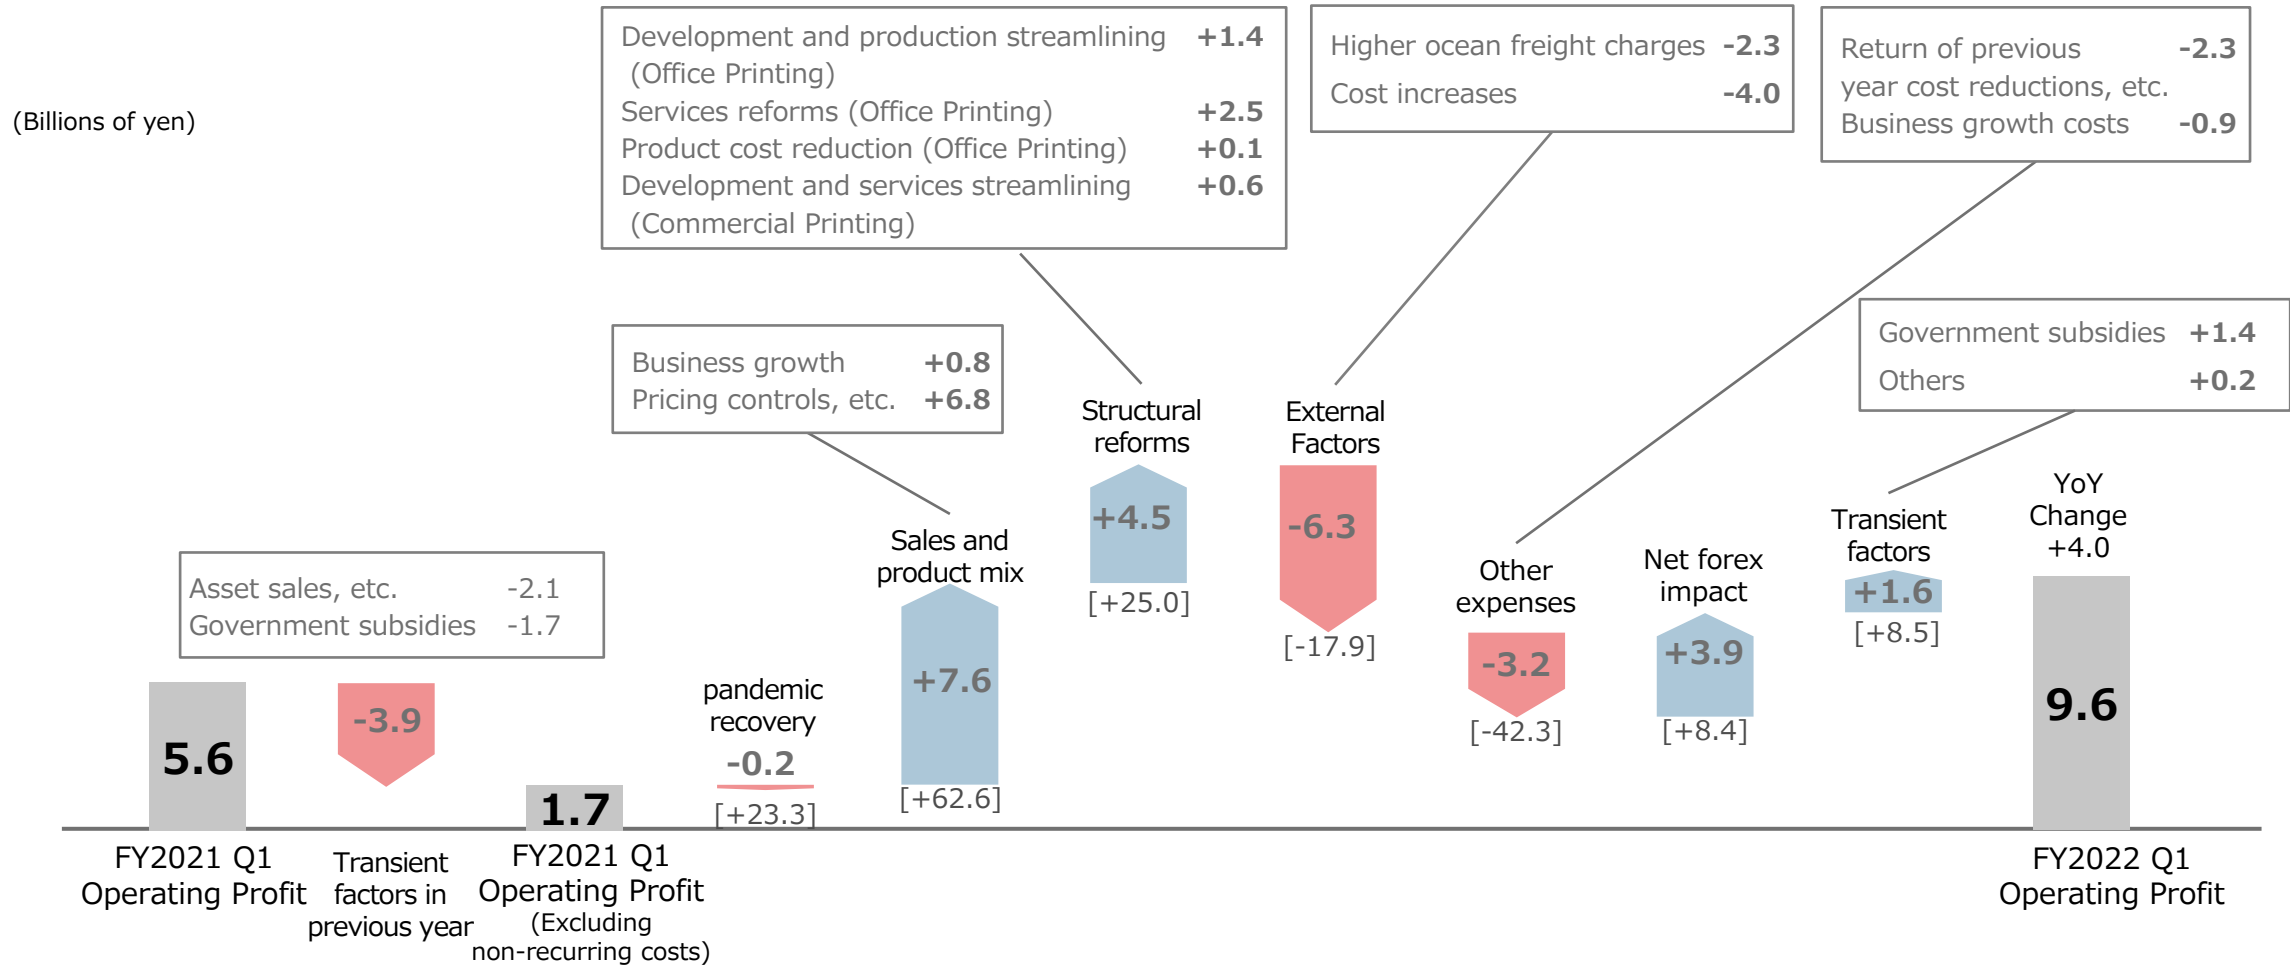 (Billions of yen)
Development and production streamlining +1.4
(Office Printing)
Services reforms (Office Printing) +2.5
Product cost reduction (Office Printing) +0.1
Development and services streamlining +0.6
(Commercial Printing)
Higher ocean freight charges -2.3
Cost increases -4.0
Return of previous -2.3
year cost reductions, etc.
Business growth costs -0.9
Business growth +0.8
Pricing controls, etc. +6.8
Government subsidies +1.4
Others +0.2
Asset sales, etc. -2.1
Government subsidies -1.7
5.6
FY2021 Q1
Operating Profit
-3.9
Transient
factors in
previous year
1.7
FY2021 Q1
Operating Profit
(Excluding
non-recurring costs)
pandemic
recovery
-0.2
[+23.3]
Sales and
product mix
+7.6
[+62.6]
Structural
reforms
+4.5
[+25.0]
External
Factors
-6.3
[-17.9]
Other
expenses
-3.2
[-42.3]
Net forex
impact
+3.9
[+8.4]
Transient
factors
+1.6
[+8.5]
YoY
Change
+4.0
9.6
FY2022 Q1
Operating Profit